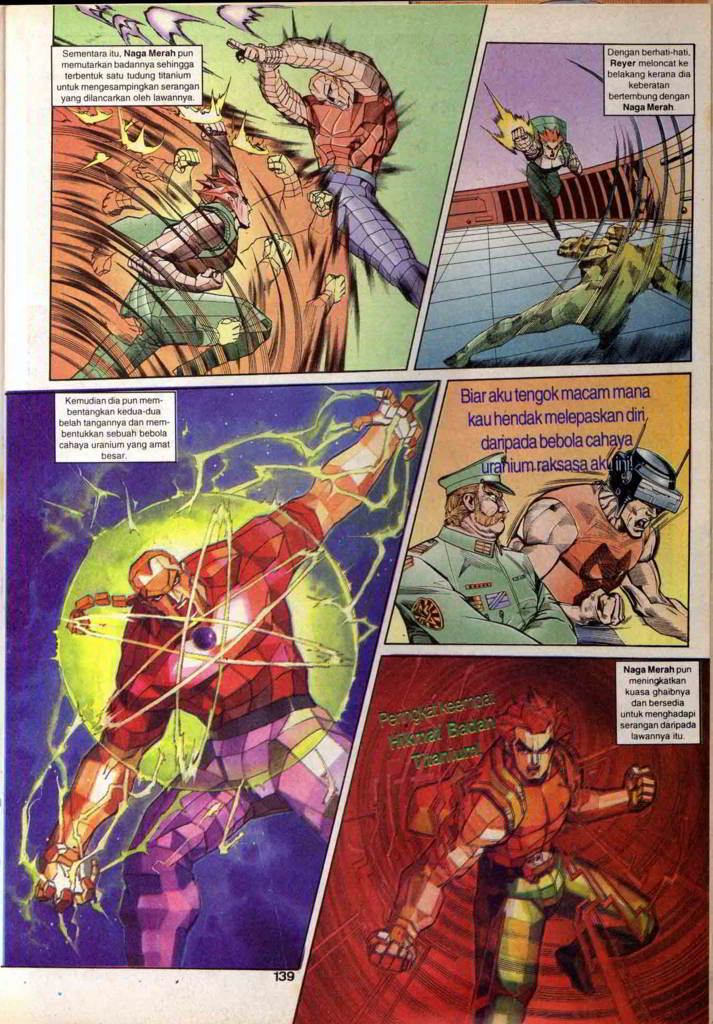 Sementara itu, Naga Merah pun
memutarkan badannya sehingga
terbentuk satu tudung titanium
untuk mengesampingkan serangan
yang dilancarkan oleh lawannya.
Dengan berhati-hati,
Reyer meloncat ke
belakang kerana dia
keberatan
bertembung dengan
Naga Merah.
Kemudian dia pun mem-
bentangkan kedua-dua
belah tangannya dan mem-
bentukkan sebuah bebola
cahaya uranium yang amat
besar.
Biar aku tengok macam mana
kau hendak melepaskan diri
daripada bebola cahaya
uranium raksasa aku ini!
Naga Merah pun
meningkatkan
kuasa ghaibnya
dan bersedia
untuk menghadapi
serangan daripada
lawannya itu.
Peringkat keempat
Hikmat Badan
Titanium!
139